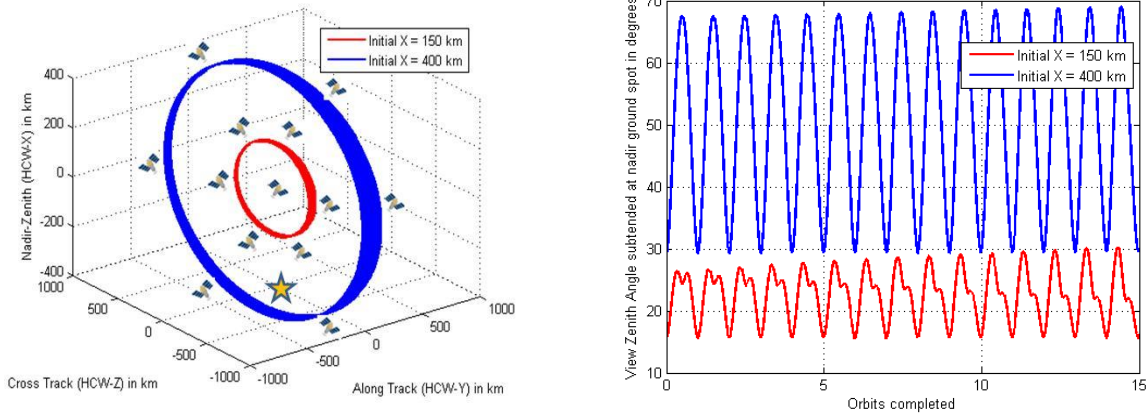 Initial X = 150 km
Initial X = 400 km
Nadir-Zenith (HCW-X) in km
400
200
0
-200
-400
1000
500
0
-500
-1000
-1000
-500
0
500
1000
Cross Track (HCW-Z) in km
Along Track (HCW-Y) in km
View Zenith Angle subtended at nadir ground spot in degrees
70
60
50
40
30
20
10
0
5
10
15
Orbits completed
Initial X = 150 km
Initial X = 400 km